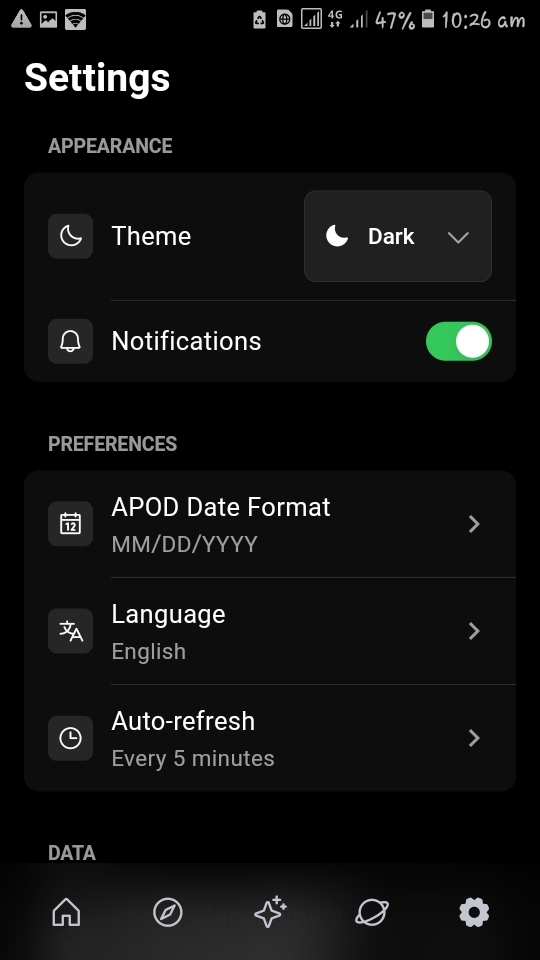 4G 47% 10:26 am
Settings
APPEARANCE
Theme
Dark
Notifications
PREFERENCES
12
APOD Date Format
MM/DD/YYYY
Language
English
Auto-refresh
Every 5 minutes
DATA